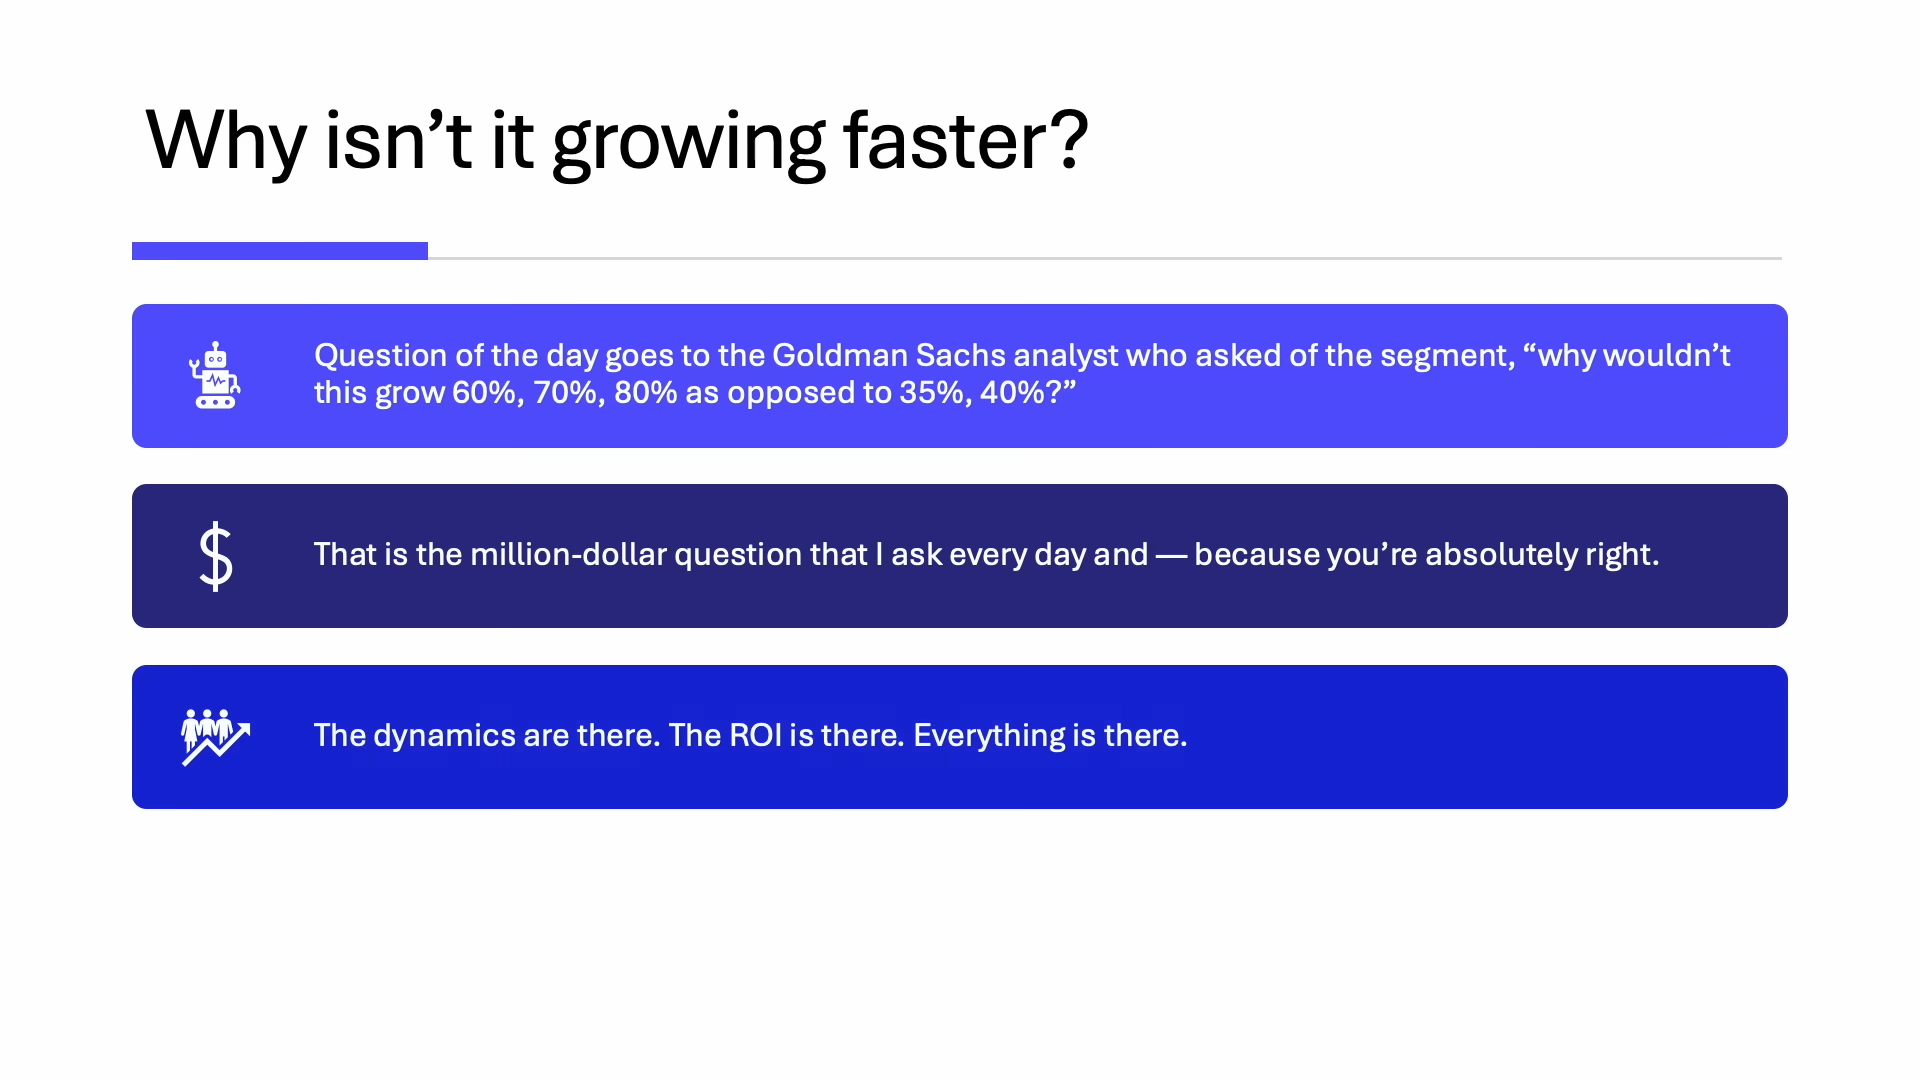 Why isn’t it growing faster?
Question of the day goes to the Goldman Sachs analyst who asked of the segment, “why wouldn’t
this grow 60%, 70%, 80% as opposed to 35%, 40%?”
That is the million-dollar question that I ask every day and — because you’re absolutely right.
The dynamics are there. The ROI is there. Everything is there.